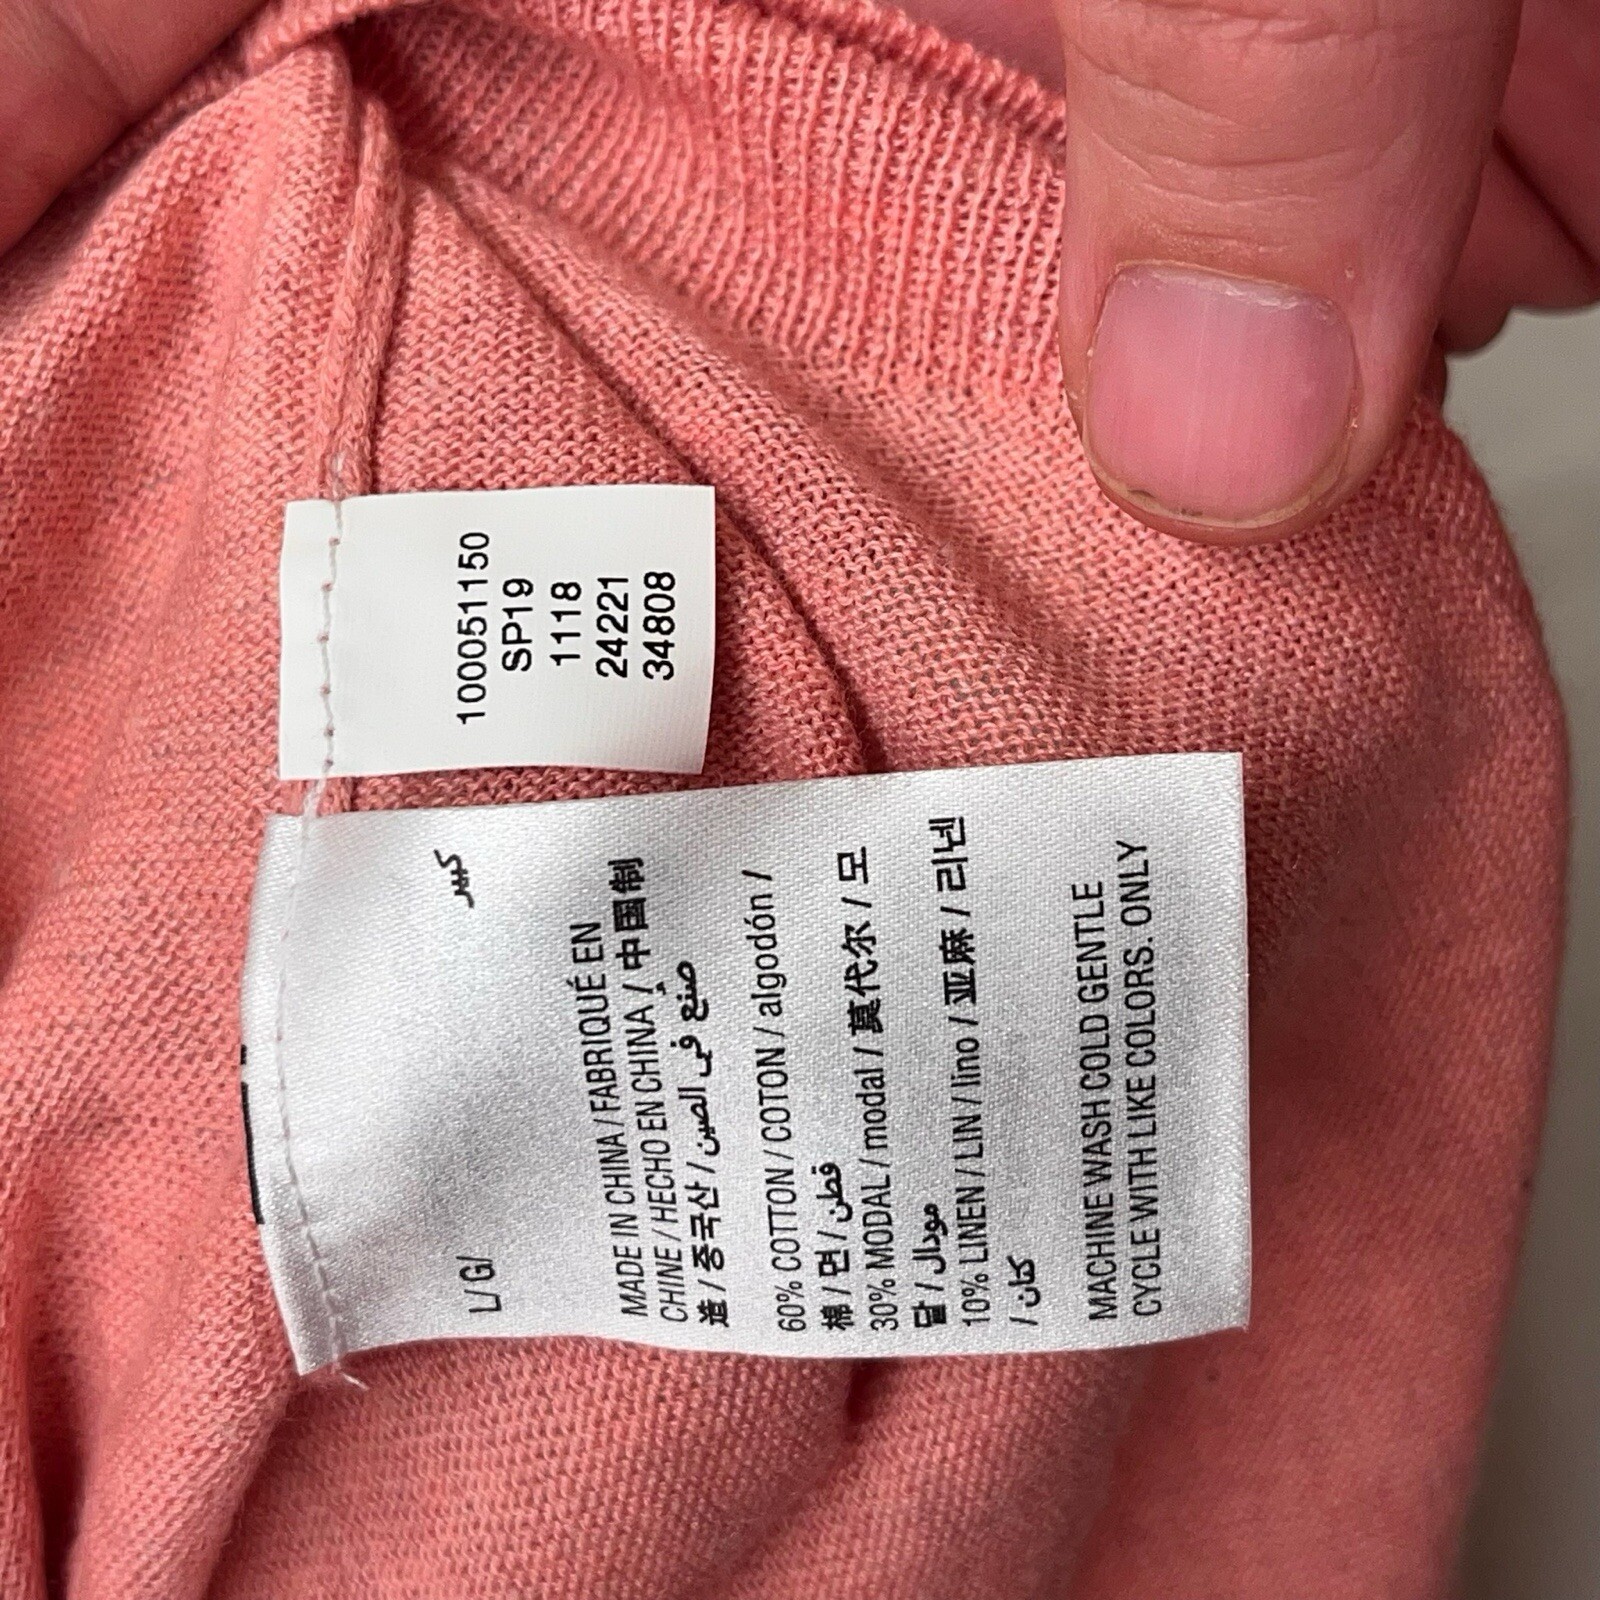 100051150
SP19
1118
24221
34808
L / G / كبير
MADE IN CHINA / FABRIQUÉ EN
CHINE / HECHO EN CHINA / 中国制
造 / 중국산 / صنع في الصين
60% COTTON / COTON / algodón /
棉 / 면 / قطن
30% MODAL / modal / 莫代尔 / 모
달 / مودال
10% LINEN / LIN / lino / 亚麻 / 리넨
/ كتان
MACHINE WASH COLD GENTLE
CYCLE WITH LIKE COLORS. ONLY